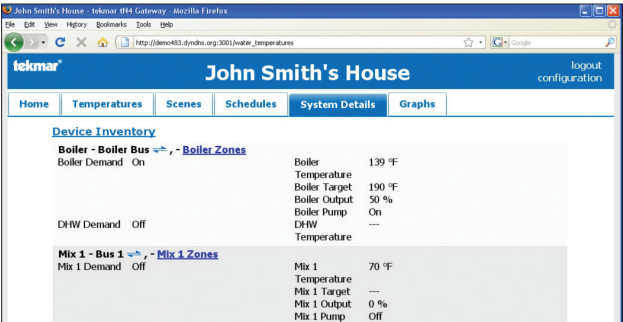 John Smith's House - tekmar tN4 Gateway - Mozilla Firefox
File Edit View History Bookmarks Tools Help
http://demo483.dyndns.org:3001/water_temperatures
Google
tekmar®
John Smith's House
logout
configuration
Home Temperatures Scenes Schedules System Details Graphs
Device Inventory
Boiler - Boiler Bus ⇌, - Boiler Zones
Boiler Demand On Boiler Temperature 139 °F
Boiler Target 190 °F
Boiler Output 50 %
Boiler Pump On
DHW Demand Off DHW Temperature ---
Mix 1 - Bus 1 ⇌, - Mix 1 Zones
Mix 1 Demand Off Mix 1 Temperature 70 °F
Mix 1 Target ---
Mix 1 Output 0 %
Mix 1 Pump Off